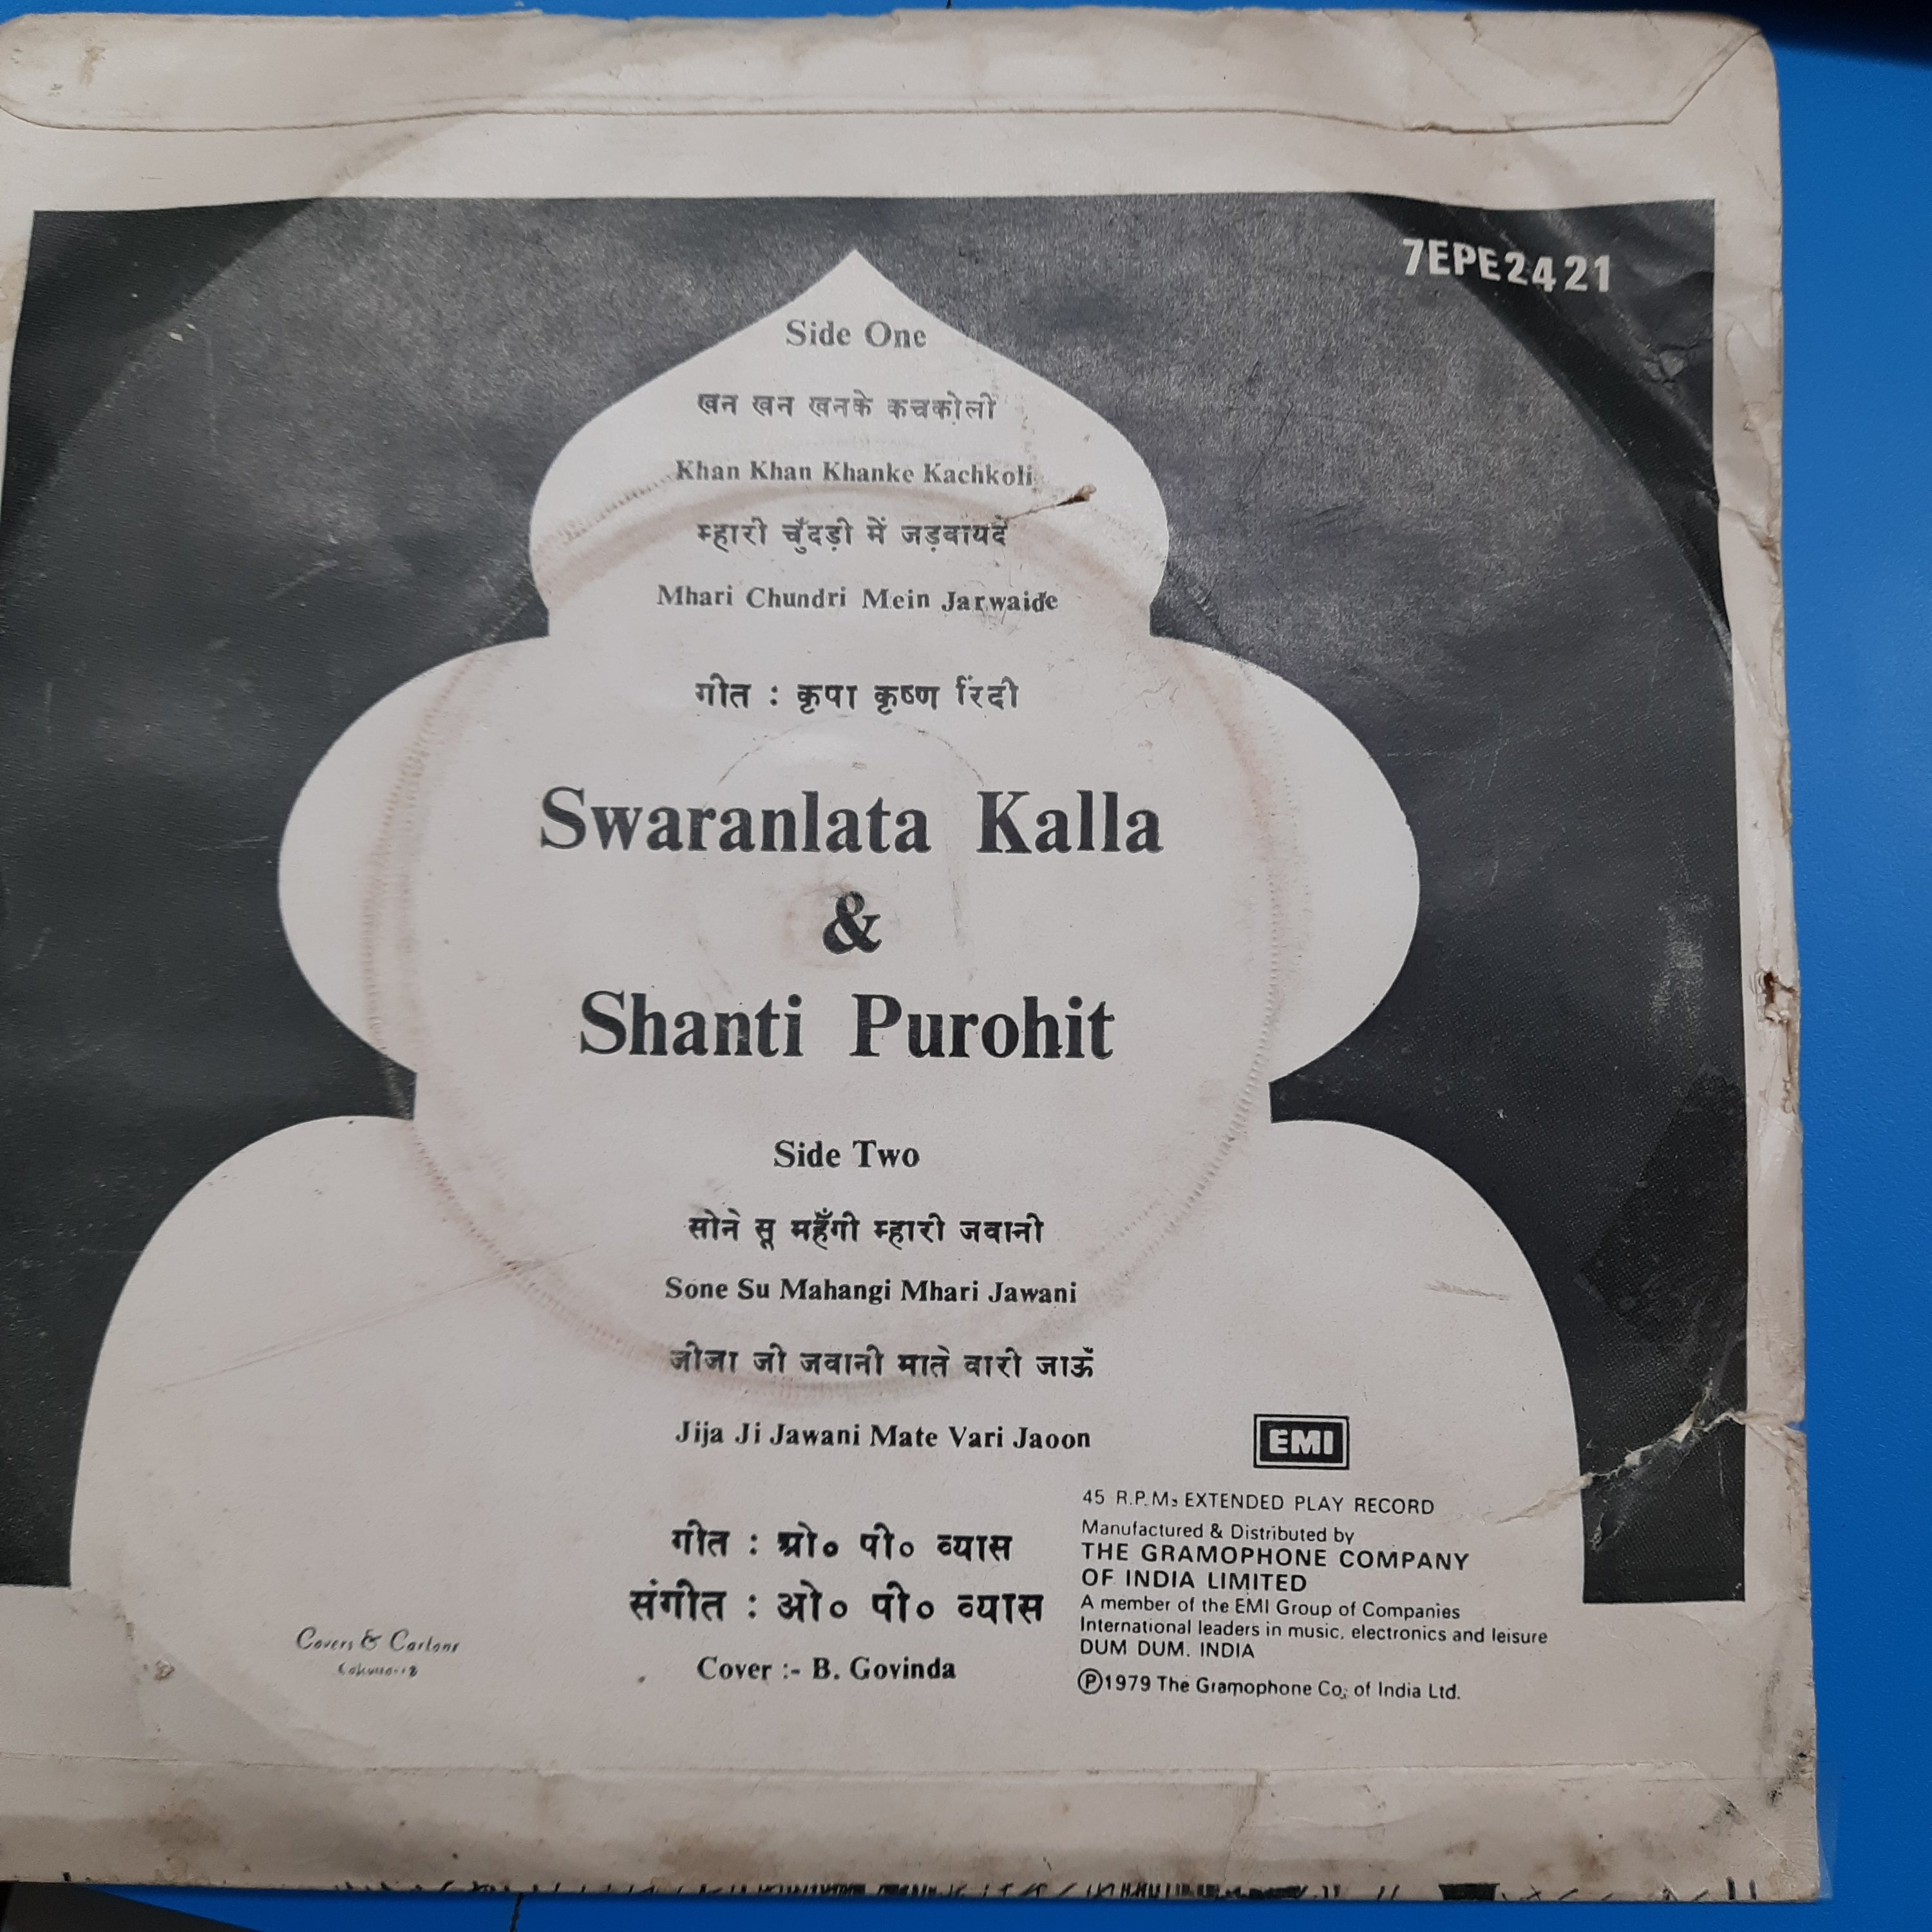 7EPE2421
Side One
खन खन खनके कचकोली
Khan Khan Khanke Kachkoli
म्हारी चुँदड़ी में जड़वायदें
Mhari Chundri Mein Jarwaide
गीत : कृपा कृष्ण रिंदी
Swaranlata Kalla
&
Shanti Purohit
Side Two
सोने सू महँगी म्हारी जवानी
Sone Su Mahangi Mhari Jawani
जीजा जी जवानी माते वारी जाऊँ
Jija Ji Jawani Mate Vari Jaoon
गीत : प्रो० पी० व्यास
संगीत : ओ० पी० व्यास
Cover :- B. Govinda
Covers & Cartons
EMI
45 R.P.M. EXTENDED PLAY RECORD
Manufactured & Distributed by
THE GRAMOPHONE COMPANY
OF INDIA LIMITED
A member of the EMI Group of Companies
International leaders in music, electronics and leisure
DUM DUM. INDIA
Ⓟ1979 The Gramophone Co; of India Ltd.